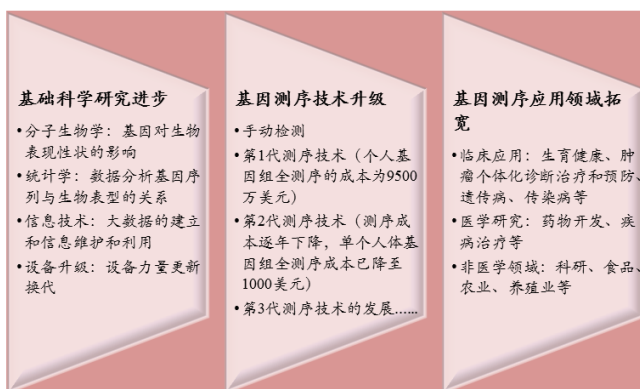 基础科学研究进步
•分子生物学：基因对生物
表现性状的影响
•统计学：数据分析基因序
列与生物表型的关系
•信息技术：大数据的建立
和信息维护和利用
•设备升级：设备力量更新
换代
基因测序技术升级
•手动检测
•第1代测序技术（个人基
因组全测序的成本为9500
万美元）
•第2代测序技术（测序成
本逐年下降，单个人体基
因组全测序成本已降至
1000美元）
•第3代测序技术的发展......
基因测序应用领域拓
宽
•临床应用：生育健康、肿
瘤个体化诊断治疗和预防、
遗传病、传染病等
•医学研究：药物开发、疾
病治疗等
•非医学领域：科研、食品、
农业、养殖业等